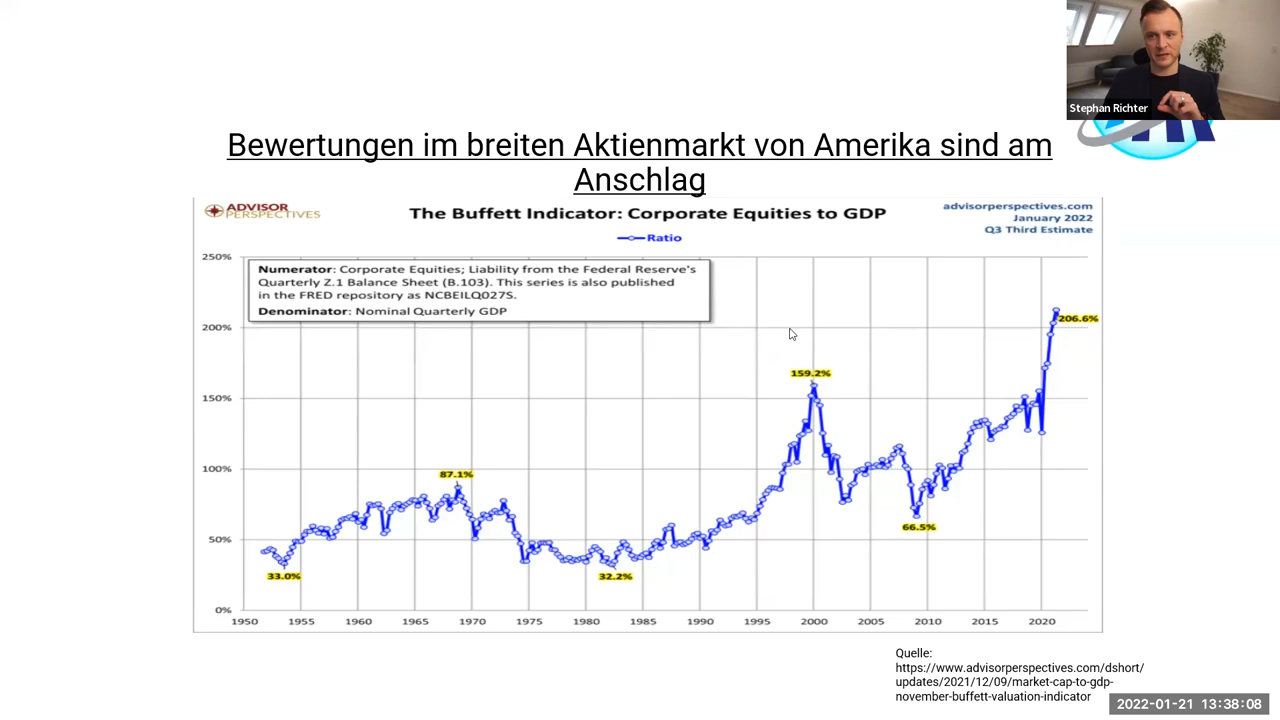 Stephan Richter
Bewertungen im breiten Aktienmarkt von Amerika sind am
Anschlag
ADVISOR
PERSPECTIVES
The Buffett Indicator: Corporate Equities to GDP
advisorperspectives.com
January 2022
Q3 Third Estimate
Ratio
250%
Numerator: Corporate Equities; Liability from the Federal Reserve's
Quarterly Z.1 Balance Sheet (B.103). This series is also published
in the FRED repository as NCBEILQ027S.
Denominator: Nominal Quarterly GDP
206.6%
200%
159.2%
150%
87.1%
100%
66.5%
50%
33.0%
32.2%
0%
1950 1955 1960 1965 1970 1975 1980 1985 1990 1995 2000 2005 2010 2015 2020
Quelle:
https://www.advisorperspectives.com/dshort/
updates/2021/12/09/market-cap-to-gdp-
november-buffett-valuation-indicator
2022-01-21 13:38:08